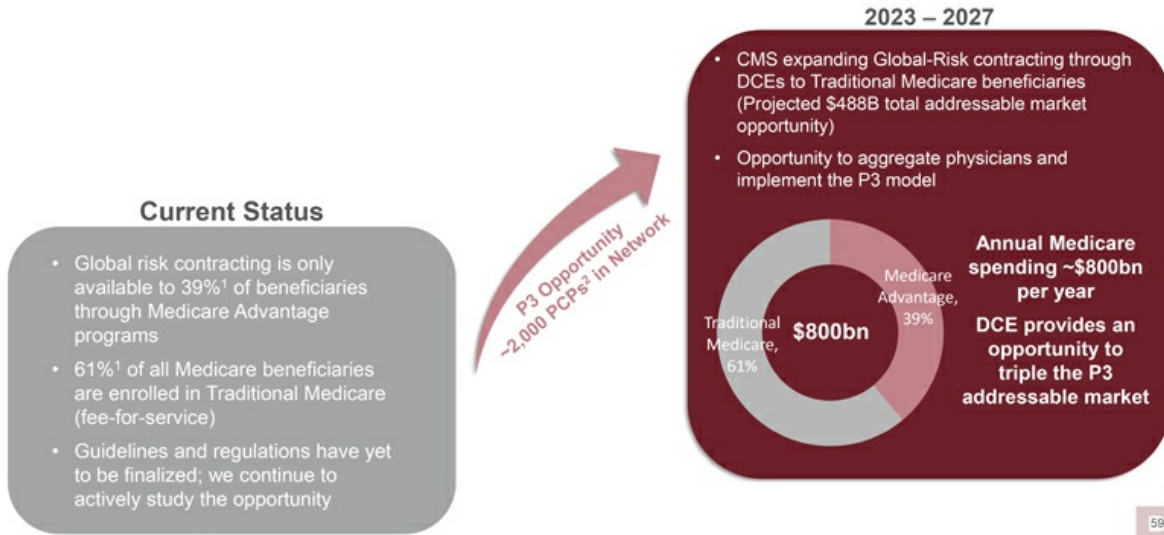 2023 – 2027
• CMS expanding Global-Risk contracting through
DCEs to Traditional Medicare beneficiaries
(Projected $488B total addressable market
opportunity)
• Opportunity to aggregate physicians and
implement the P3 model
Current Status
• Global risk contracting is only
available to 39%¹ of beneficiaries
through Medicare Advantage
programs
• 61%¹ of all Medicare beneficiaries
are enrolled in Traditional Medicare
(fee-for-service)
• Guidelines and regulations have yet
to be finalized; we continue to
actively study the opportunity
P3 Opportunity
~2,000 PCPs² in Network
Traditional
Medicare,
61%
$800bn
Medicare
Advantage,
39%
Annual Medicare
spending ~$800bn
per year
DCE provides an
opportunity to
triple the P3
addressable market
59